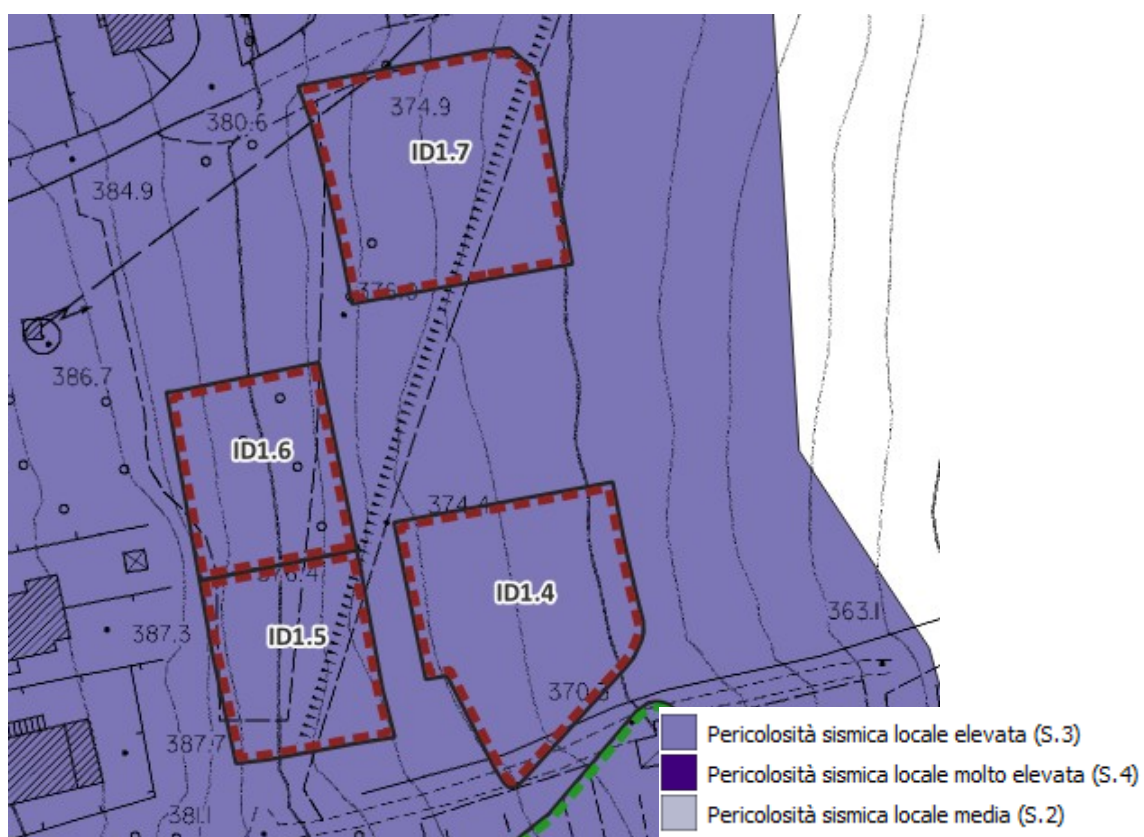 374.9
380.6
ID1.7
384.9
386.7
ID1.6
374.4
376.4
ID1.4
363.1
387.3
ID1.5
370.3
387.7
381.1
Pericolosità sismica locale elevata (S.3)
Pericolosità sismica locale molto elevata (S.4)
Pericolosità sismica locale media (S.2)